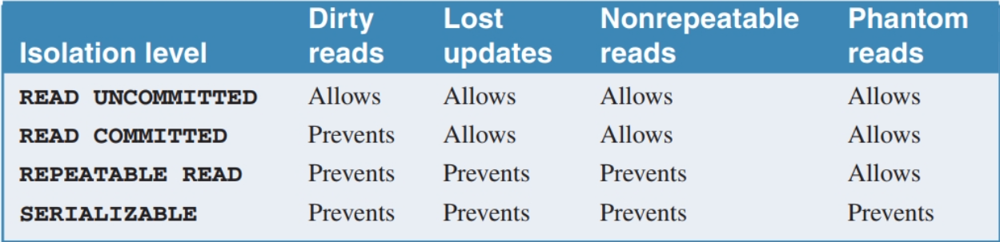 Isolation level Dirty reads Lost updates Nonrepeatable reads Phantom reads
READ UNCOMMITTED Allows Allows Allows Allows
READ COMMITTED Prevents Allows Allows Allows
REPEATABLE READ Prevents Prevents Prevents Allows
SERIALIZABLE Prevents Prevents Prevents Prevents